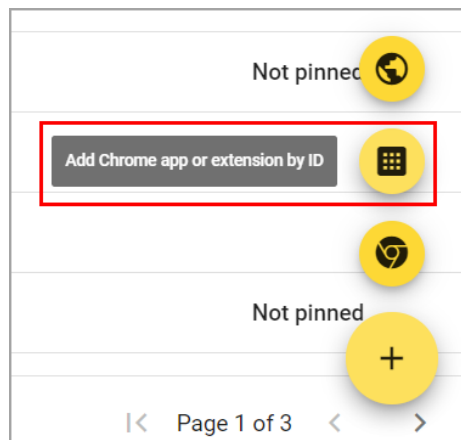 Not pinned
Add Chrome app or extension by ID
Not pinned
Page 1 of 3